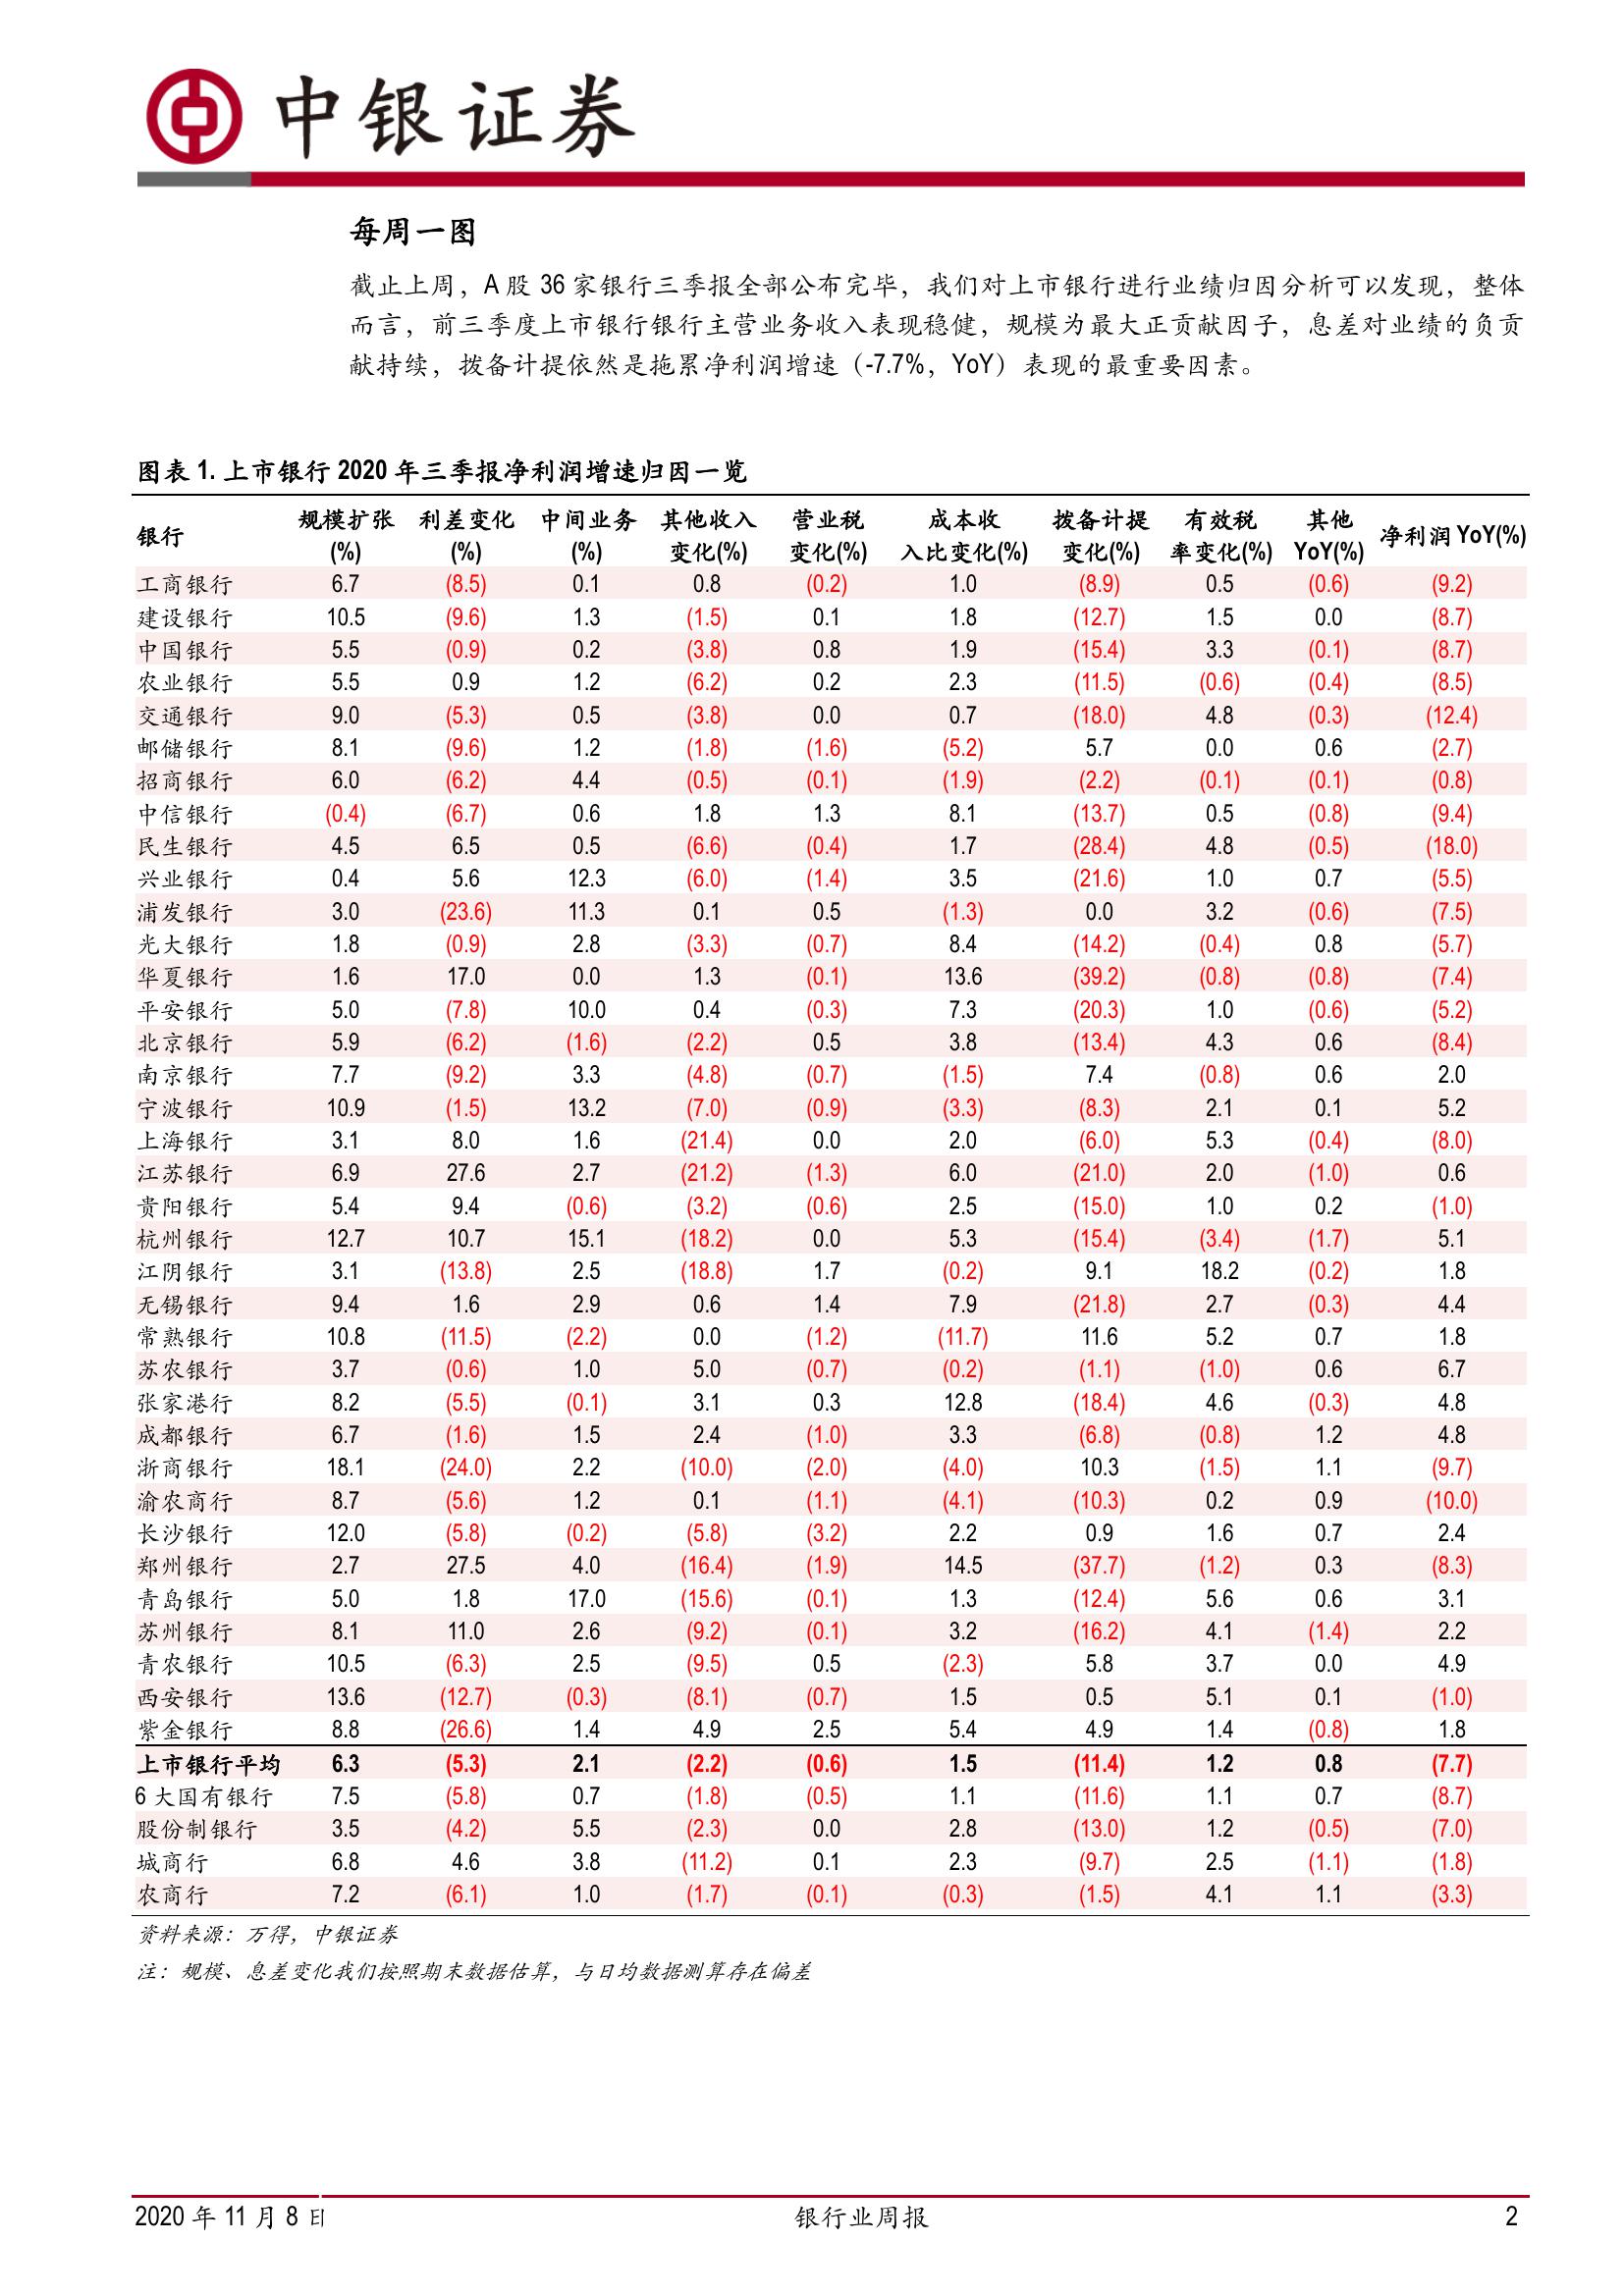 中银证券
每周一图
截止上周，A 股 36 家银行三季报全部公布完毕，我们对上市银行进行业绩归因分析可以发现，整体
而言，前三季度上市银行银行主营业务收入表现稳健，规模为最大正贡献因子，息差对业绩的负贡
献持续，拨备计提依然是拖累净利润增速（-7.7%，YoY）表现的最重要因素。
图表 1. 上市银行 2020 年三季报净利润增速归因一览
银行 规模扩张(%) 利差变化(%) 中间业务(%) 其他收入变化(%) 营业税变化(%) 成本收入比变化(%) 拨备计提变化(%) 有效税率变化(%) 其他YoY(%) 净利润 YoY(%)
工商银行 6.7 (8.5) 0.1 0.8 (0.2) 1.0 (8.9) 0.5 (0.6) (9.2)
建设银行 10.5 (9.6) 1.3 (1.5) 0.1 1.8 (12.7) 1.5 0.0 (8.7)
中国银行 5.5 (0.9) 0.2 (3.8) 0.8 1.9 (15.4) 3.3 (0.1) (8.7)
农业银行 5.5 0.9 1.2 (6.2) 0.2 2.3 (11.5) (0.6) (0.4) (8.5)
交通银行 9.0 (5.3) 0.5 (3.8) 0.0 0.7 (18.0) 4.8 (0.3) (12.4)
邮储银行 8.1 (9.6) 1.2 (1.8) (1.6) (5.2) 5.7 0.0 0.6 (2.7)
招商银行 6.0 (6.2) 4.4 (0.5) (0.1) (1.9) (2.2) (0.1) (0.1) (0.8)
中信银行 (0.4) (6.7) 0.6 1.8 1.3 8.1 (13.7) 0.5 (0.8) (9.4)
民生银行 4.5 6.5 0.5 (6.6) (0.4) 1.7 (28.4) 4.8 (0.5) (18.0)
兴业银行 0.4 5.6 12.3 (6.0) (1.4) 3.5 (21.6) 1.0 0.7 (5.5)
浦发银行 3.0 (23.6) 11.3 0.1 0.5 (1.3) 0.0 3.2 (0.6) (7.5)
光大银行 1.8 (0.9) 2.8 (3.3) (0.7) 8.4 (14.2) (0.4) 0.8 (5.7)
华夏银行 1.6 17.0 0.0 1.3 (0.1) 13.6 (39.2) (0.8) (0.8) (7.4)
平安银行 5.0 (7.8) 10.0 0.4 (0.3) 7.3 (20.3) 1.0 (0.6) (5.2)
北京银行 5.9 (6.2) (1.6) (2.2) 0.5 3.8 (13.4) 4.3 0.6 (8.4)
南京银行 7.7 (9.2) 3.3 (4.8) (0.7) (1.5) 7.4 (0.8) 0.6 2.0
宁波银行 10.9 (1.5) 13.2 (7.0) (0.9) (3.3) (8.3) 2.1 0.1 5.2
上海银行 3.1 8.0 1.6 (21.4) 0.0 2.0 (6.0) 5.3 (0.4) (8.0)
江苏银行 6.9 27.6 2.7 (21.2) (1.3) 6.0 (21.0) 2.0 (1.0) 0.6
贵阳银行 5.4 9.4 (0.6) (3.2) (0.6) 2.5 (15.0) 1.0 0.2 (1.0)
杭州银行 12.7 10.7 15.1 (18.2) 0.0 5.3 (15.4) (3.4) (1.7) 5.1
江阴银行 3.1 (13.8) 2.5 (18.8) 1.7 (0.2) 9.1 18.2 (0.2) 1.8
无锡银行 9.4 1.6 2.9 0.6 1.4 7.9 (21.8) 2.7 (0.3) 4.4
常熟银行 10.8 (11.5) (2.2) 0.0 (1.2) (11.7) 11.6 5.2 0.7 1.8
苏农银行 3.7 (0.6) 1.0 5.0 (0.7) (0.2) (1.1) (1.0) 0.6 6.7
张家港行 8.2 (5.5) (0.1) 3.1 0.3 12.8 (18.4) 4.6 (0.3) 4.8
成都银行 6.7 (1.6) 1.5 2.4 (1.0) 3.3 (6.8) (0.8) 1.2 4.8
浙商银行 18.1 (24.0) 2.2 (10.0) (2.0) (4.0) 10.3 (1.5) 1.1 (9.7)
渝农商行 8.7 (5.6) 1.2 0.1 (1.1) (4.1) (10.3) 0.2 0.9 (10.0)
长沙银行 12.0 (5.8) (0.2) (5.8) (3.2) 2.2 0.9 1.6 0.7 2.4
郑州银行 2.7 27.5 4.0 (16.4) (1.9) 14.5 (37.7) (1.2) 0.3 (8.3)
青岛银行 5.0 1.8 17.0 (15.6) (0.1) 1.3 (12.4) 5.6 0.6 3.1
苏州银行 8.1 11.0 2.6 (9.2) (0.1) 3.2 (16.2) 4.1 (1.4) 2.2
青农银行 10.5 (6.3) 2.5 (9.5) 0.5 (2.3) 5.8 3.7 0.0 4.9
西安银行 13.6 (12.7) (0.3) (8.1) (0.7) 1.5 0.5 5.1 0.1 (1.0)
紫金银行 8.8 (26.6) 1.4 4.9 2.5 5.4 4.9 1.4 (0.8) 1.8
上市银行平均 6.3 (5.3) 2.1 (2.2) (0.6) 1.5 (11.4) 1.2 0.8 (7.7)
6 大国有银行 7.5 (5.8) 0.7 (1.8) (0.5) 1.1 (11.6) 1.1 0.7 (8.7)
股份制银行 3.5 (4.2) 5.5 (2.3) 0.0 2.8 (13.0) 1.2 (0.5) (7.0)
城商行 6.8 4.6 3.8 (11.2) 0.1 2.3 (9.7) 2.5 (1.1) (1.8)
农商行 7.2 (6.1) 1.0 (1.7) (0.1) (0.3) (1.5) 4.1 1.1 (3.3)
资料来源：万得，中银证券
注：规模、息差变化我们按照期末数据估算，与日均数据测算存在偏差
2020 年 11 月 8 日 银行业周报 2